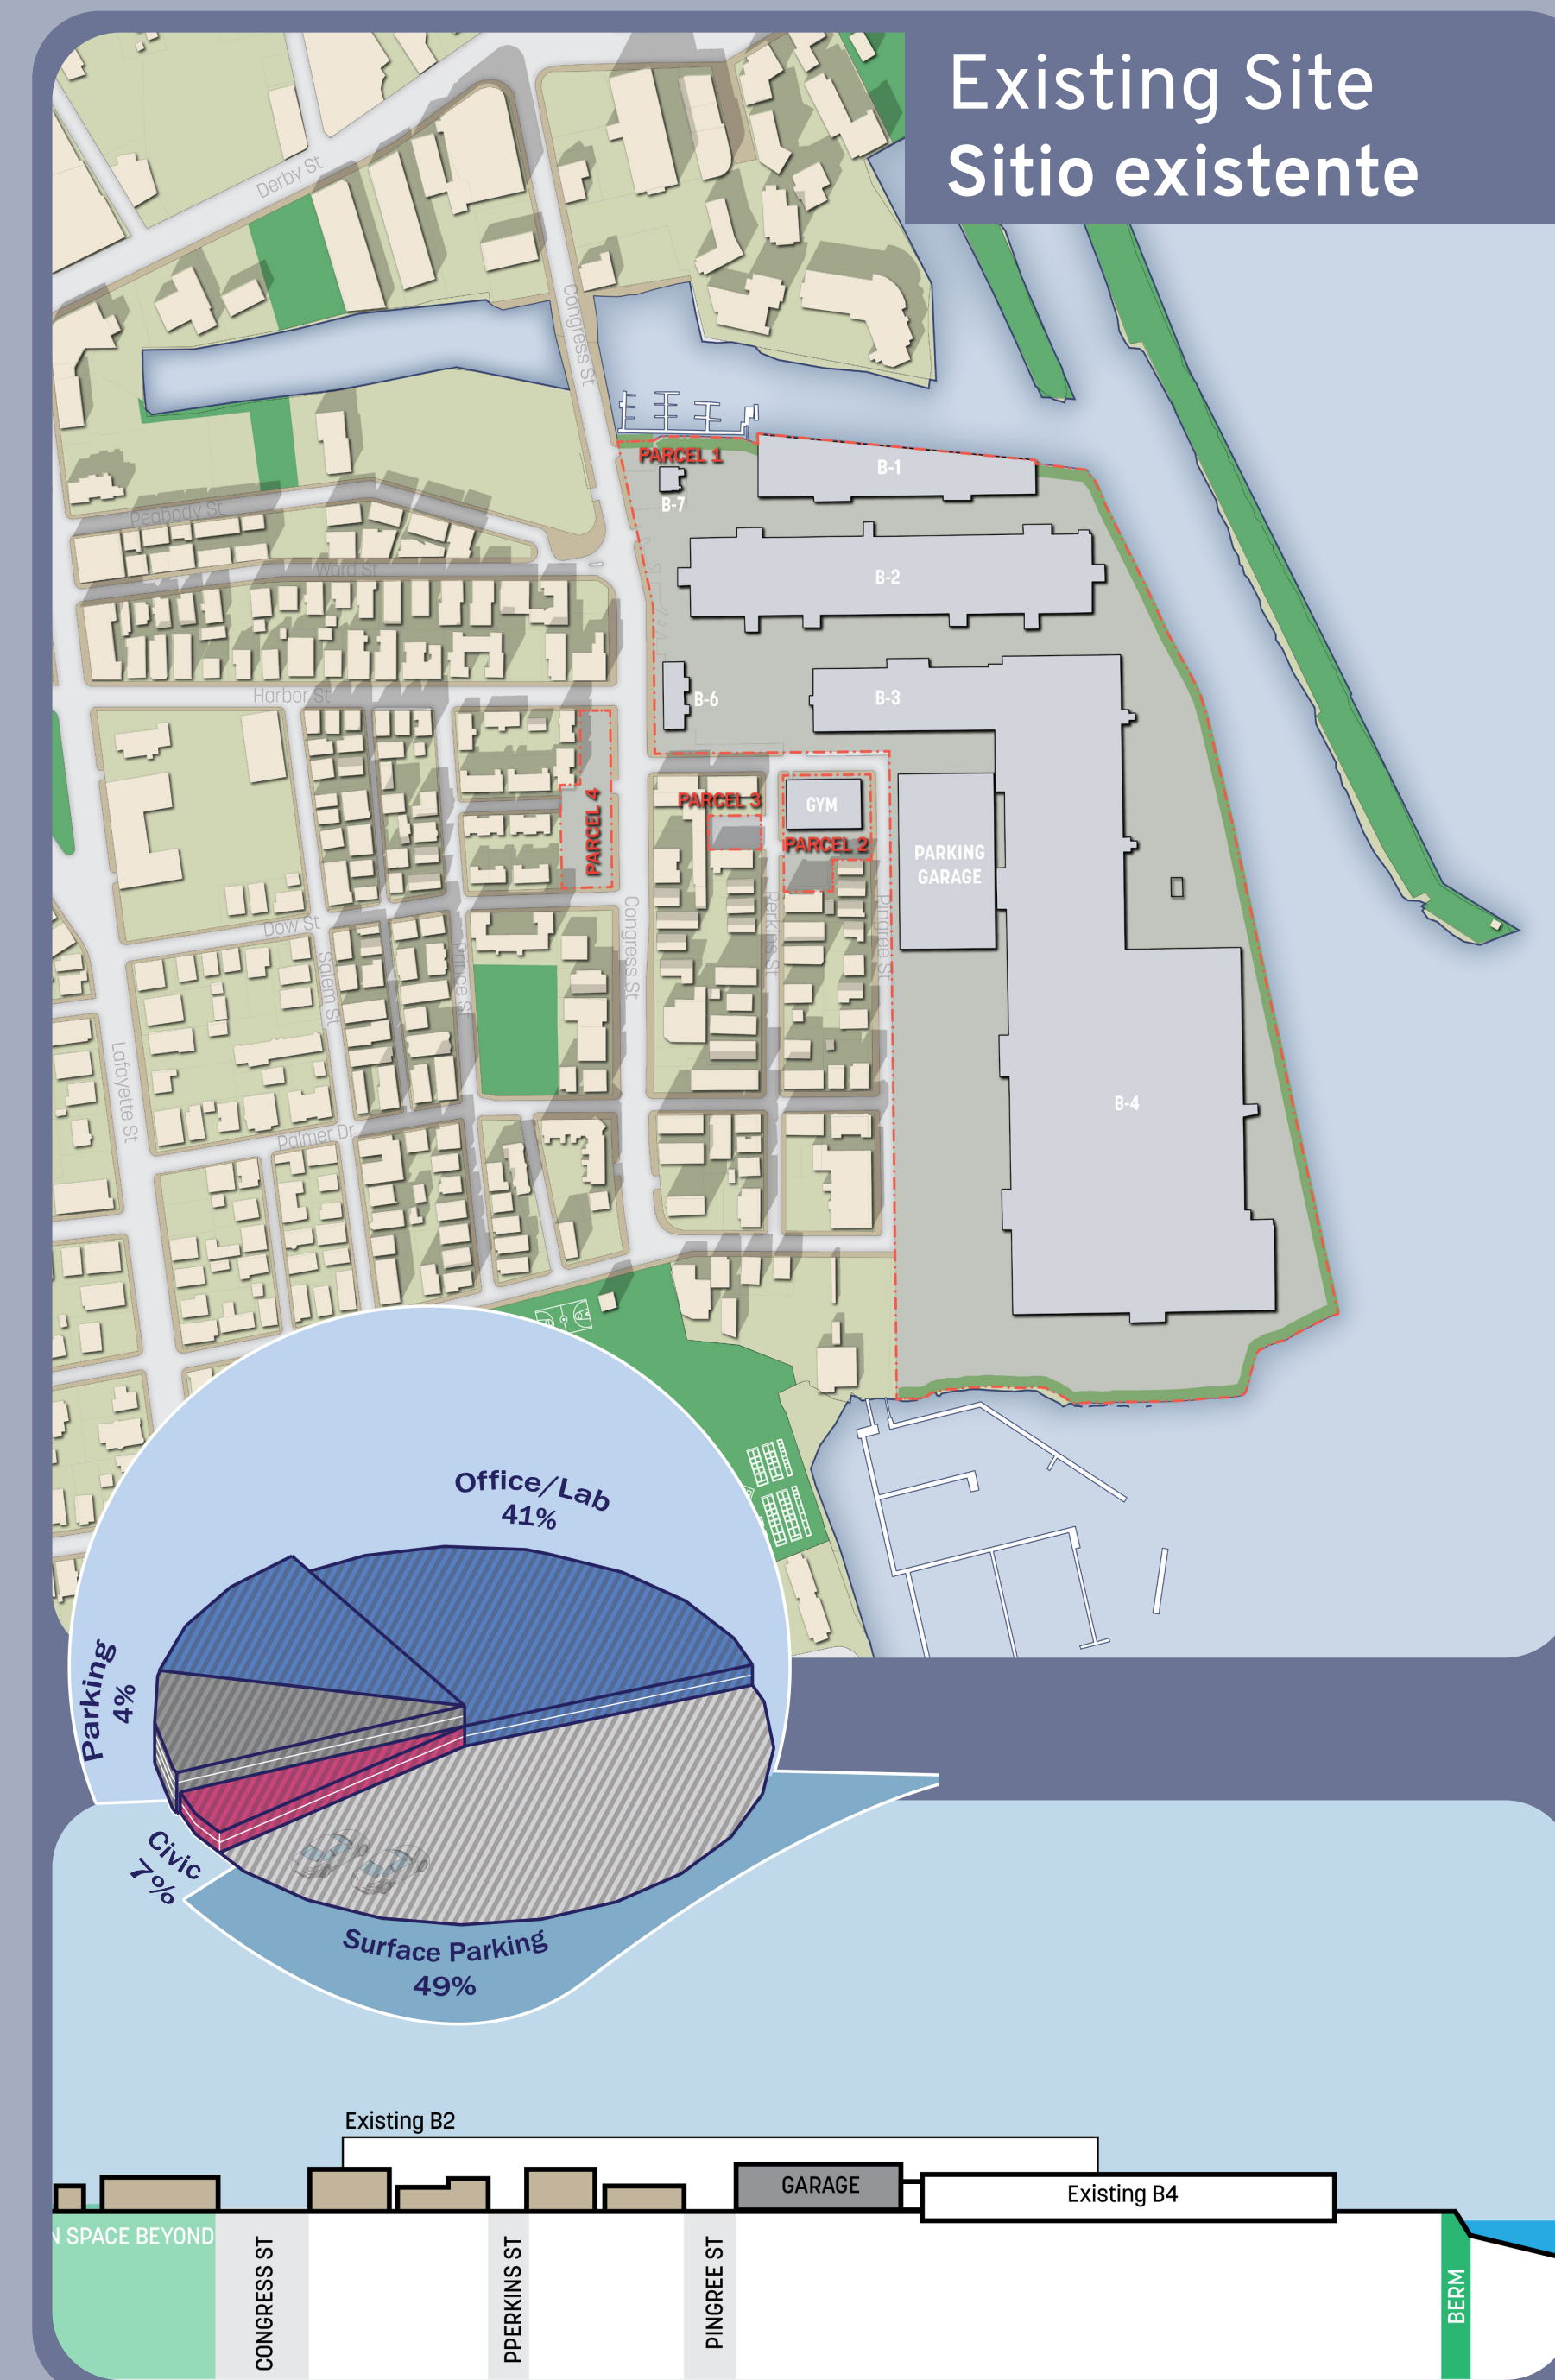 Existing Site
Sitio existente
Derby St
Congress St
PARCEL 1
B-1
B-7
Peabody St
B-2
Ward St
Harbor St
B-6
B-3
PARCEL 4
PARCEL 3
GYM
PARCEL 2
PARKING
GARAGE
Dow St
Salem St
Prince St
Congress St
Perkins St
Pingree St
Lafayette St
Palmer Dr
B-4
Office/Lab
41%
Parking
4%
Civic
7%
Surface Parking
49%
Existing B2
GARAGE
Existing B4
N SPACE BEYOND
CONGRESS ST
PPERKINS ST
PINGREE ST
BERM